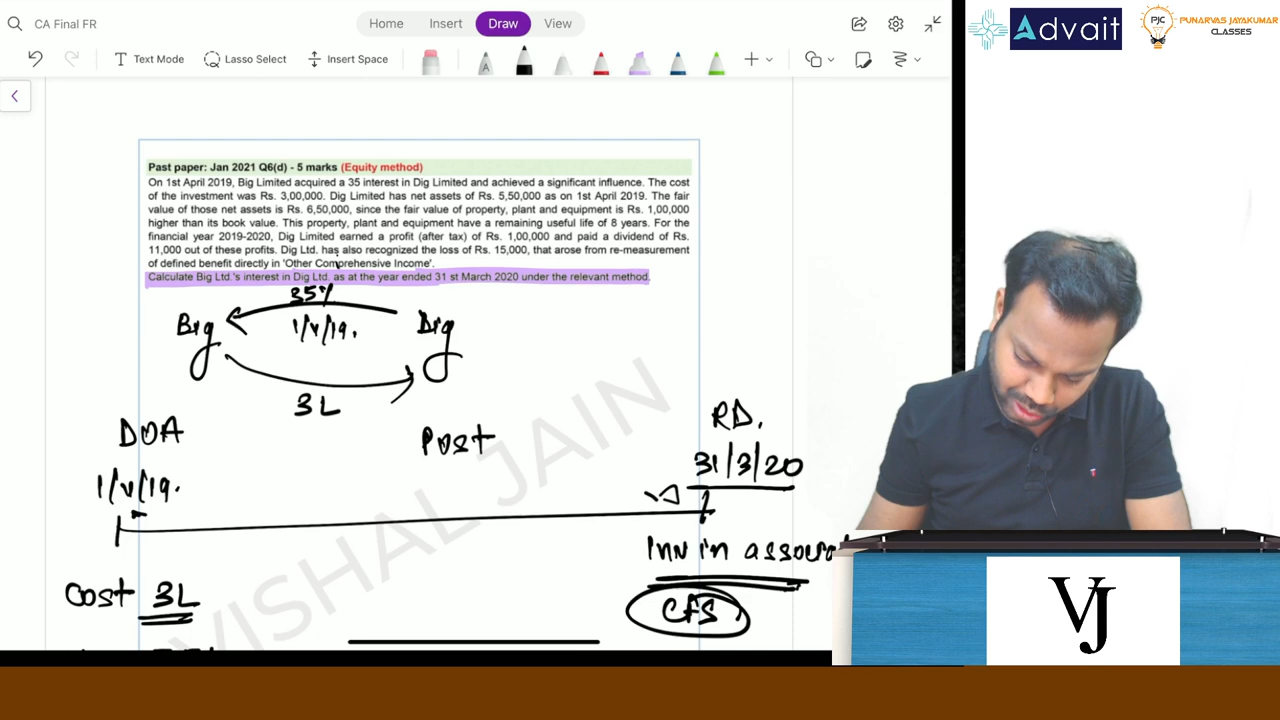 CA Final FR
Home Insert Draw View
Text Mode Lasso Select Insert Space
Advait
PJC PUNARVAS JAYAKUMAR
CLASSES
Past paper: Jan 2021 Q6(d) - 5 marks (Equity method)
On 1st April 2019, Big Limited acquired a 35 interest in Dig Limited and achieved a significant influence. The cost
of the investment was Rs. 3,00,000. Dig Limited has net assets of Rs. 5,50,000 as on 1st April 2019. The fair
value of those net assets is Rs. 6,50,000, since the fair value of property, plant and equipment is Rs. 1,00,000
higher than its book value. This property, plant and equipment have a remaining useful life of 8 years. For the
financial year 2019-2020, Dig Limited earned a profit (after tax) of Rs. 1,00,000 and paid a dividend of Rs.
11,000 out of these profits. Dig Ltd. has also recognized the loss of Rs. 15,000, that arose from re-measurement
of defined benefit directly in 'Other Comprehensive Income'.
Calculate Big Ltd.'s interest in Dig Ltd. as at the year ended 31 st March 2020 under the relevant method.
35%
Big 1/4/19. Dig
3L
DOA Post RD.
1/4/19. 31/3/20
Inv in
Cost 3L CFS
VISHAL JAIN
VJ